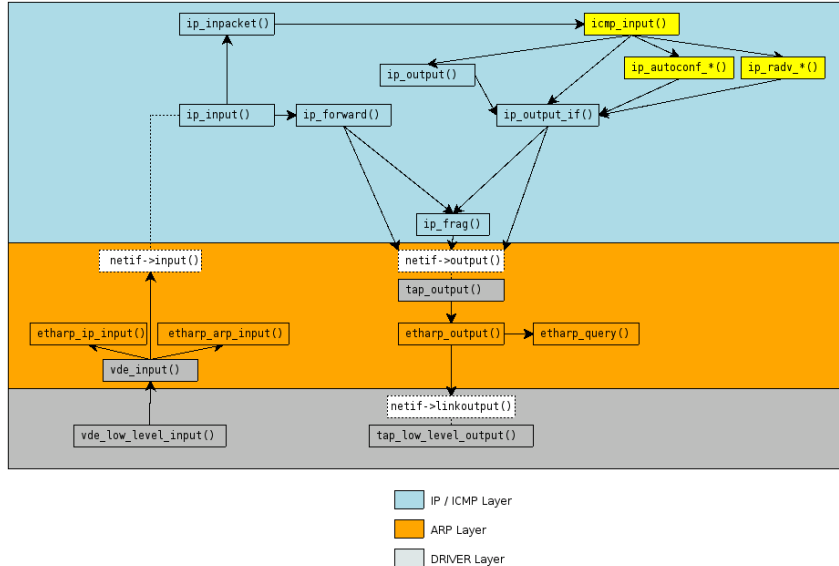 ip_inpacket()
icmp_input()
ip_output()
ip_autoconf_*()
ip_radv_*()
ip_input()
ip_forward()
ip_output_if()
ip_frag()
netif->input()
netif->output()
tap_output()
etharp_ip_input()
etharp_arp_input()
etharp_output()
etharp_query()
vde_input()
netif->linkoutput()
vde_low_level_input()
tap_low_level_output()
IP / ICMP Layer
ARP Layer
DRIVER Layer